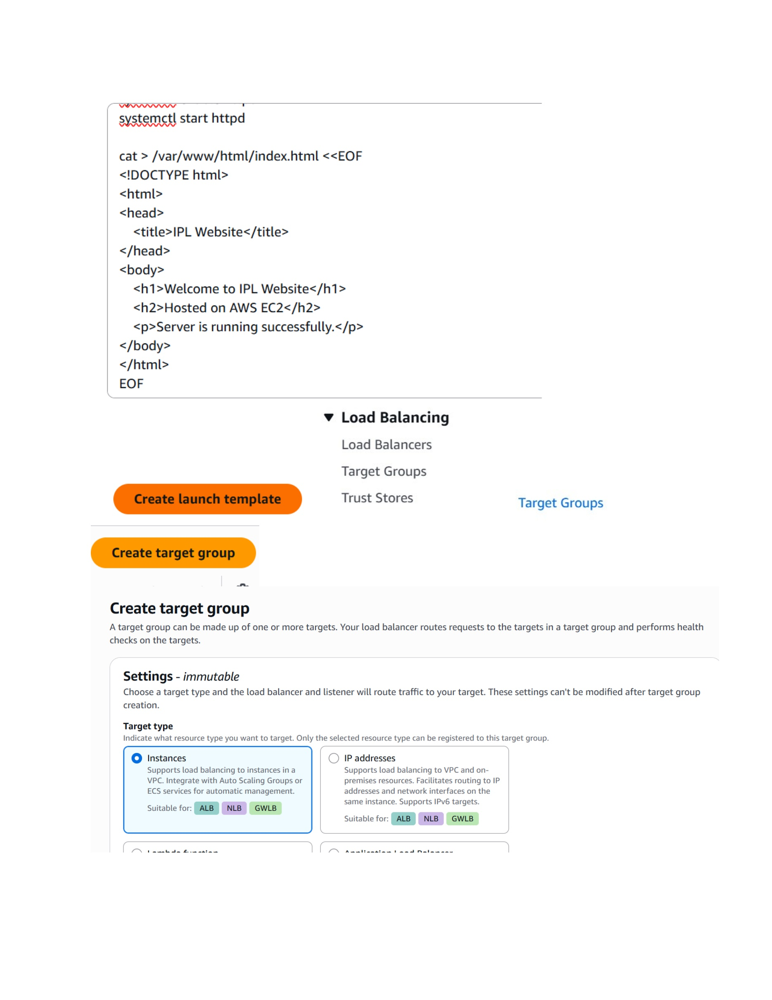 systemctl start httpd
cat > /var/www/html/index.html <<EOF
<!DOCTYPE html>
<html>
<head>
    <title>IPL Website</title>
</head>
<body>
    <h1>Welcome to IPL Website</h1>
    <h2>Hosted on AWS EC2</h2>
    <p>Server is running successfully.</p>
</body>
</html>
EOF
Load Balancing
Load Balancers
Target Groups
Trust Stores
Create launch template
Target Groups
Create target group
Create target group
A target group can be made up of one or more targets. Your load balancer routes requests to the targets in a target group and performs health
checks on the targets.
Settings - immutable
Choose a target type and the load balancer and listener will route traffic to your target. These settings can't be modified after target group
creation.
Target type
Indicate what resource type you want to target. Only the selected resource type can be registered to this target group.
Instances
Supports load balancing to instances in a
VPC. Integrate with Auto Scaling Groups or
ECS services for automatic management.
Suitable for: ALB NLB GWLB
IP addresses
Supports load balancing to VPC and on-
premises resources. Facilitates routing to IP
addresses and network interfaces on the
same instance. Supports IPv6 targets.
Suitable for: ALB NLB GWLB
Lambda function
Application Load Balancer